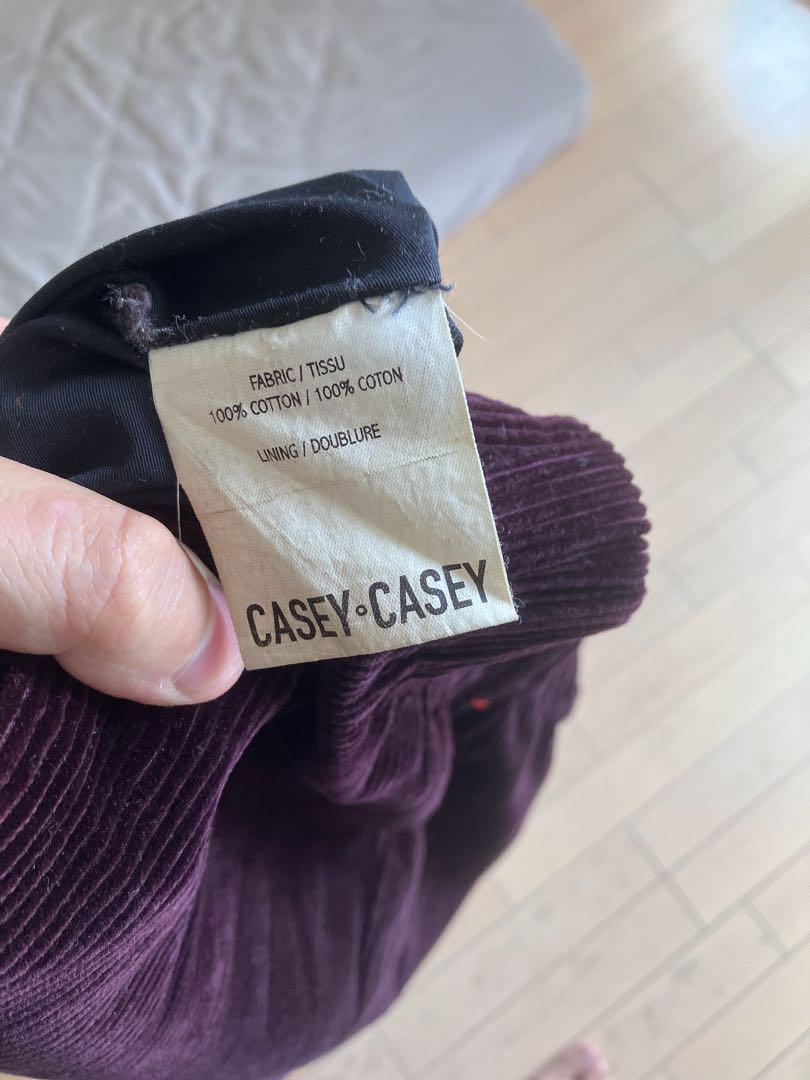 FABRIC / TISSU
100% COTTON / 100% COTON
LINING / DOUBLURE
CASEY°CASEY